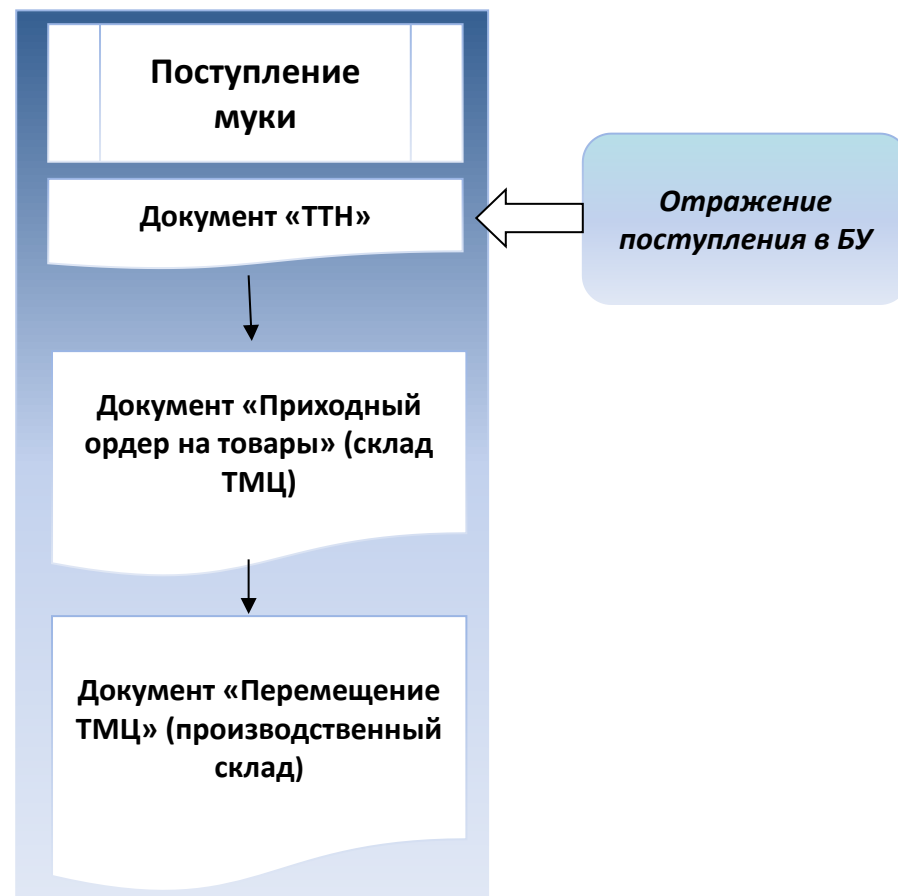 Поступление
муки
Документ «ТТН»
Отражение
поступления в БУ
Документ «Приходный
ордер на товары» (склад
ТМЦ)
Документ «Перемещение
ТМЦ» (производственный
склад)